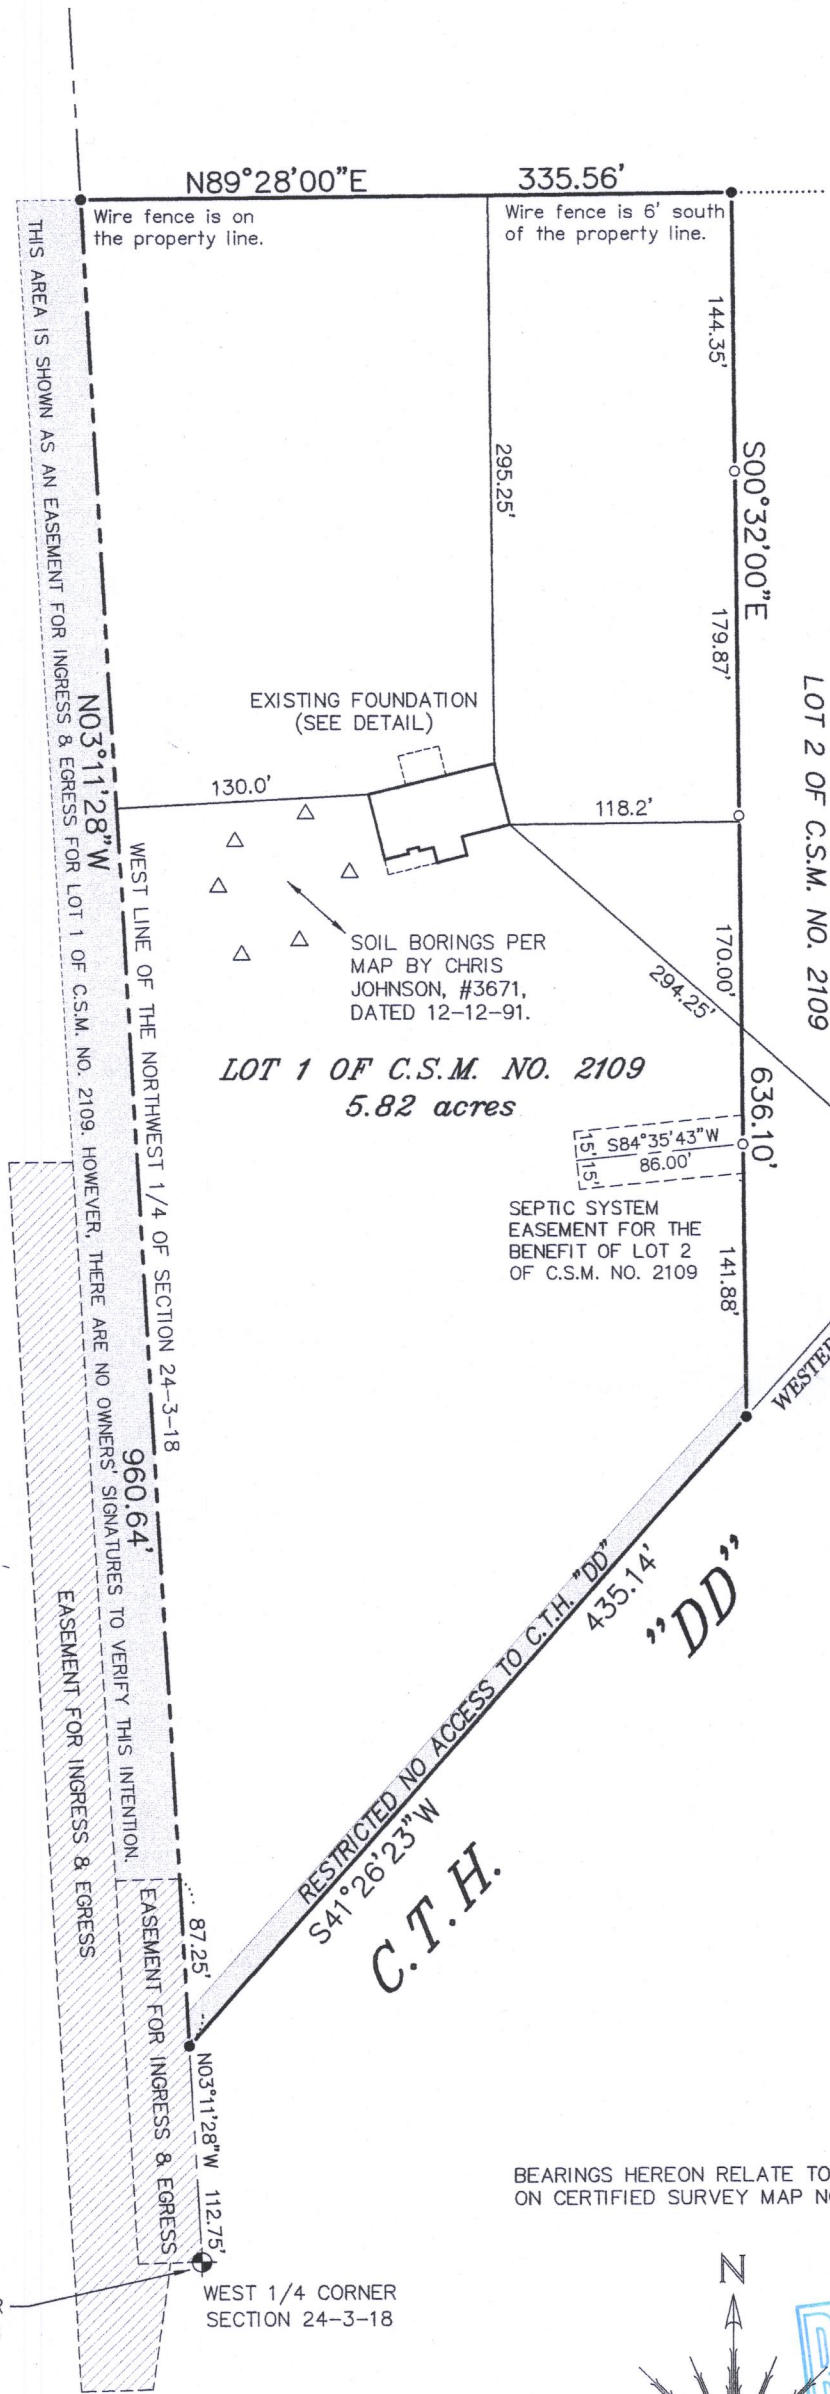 N89°28'00"E 335.56'
Wire fence is on
the property line.
Wire fence is 6' south
of the property line.
144.35'
S00°32'00"E
179.87'
295.25'
LOT 2 OF C.S.M. NO. 2109
THIS AREA IS SHOWN AS AN EASEMENT FOR INGRESS & EGRESS FOR LOT 1 OF C.S.M. NO. 2109. HOWEVER, THERE ARE NO OWNERS' SIGNATURES TO VERIFY THIS INTENTION.
N03°11'28"W 960.64'
WEST LINE OF THE NORTHWEST 1/4 OF SECTION 24-3-18
EXISTING FOUNDATION
(SEE DETAIL)
130.0'
118.2'
170.00'
294.25'
SOIL BORINGS PER
MAP BY CHRIS
JOHNSON, #3671,
DATED 12-12-91.
LOT 1 OF C.S.M. NO. 2109
5.82 acres
636.10'
15' 15'
S84°35'43"W
86.00'
SEPTIC SYSTEM
EASEMENT FOR THE
BENEFIT OF LOT 2
OF C.S.M. NO. 2109
141.88'
WESTER
RESTRICTED NO ACCESS TO C.T.H. "DD"
S41°26'23"W 435.14'
C.T.H. "DD"
EASEMENT FOR INGRESS & EGRESS
87.25'
EASEMENT FOR INGRESS & EGRESS
N03°11'28"W 112.75'
WEST 1/4 CORNER
SECTION 24-3-18
BEARINGS HEREON RELATE TO
ON CERTIFIED SURVEY MAP NO
N